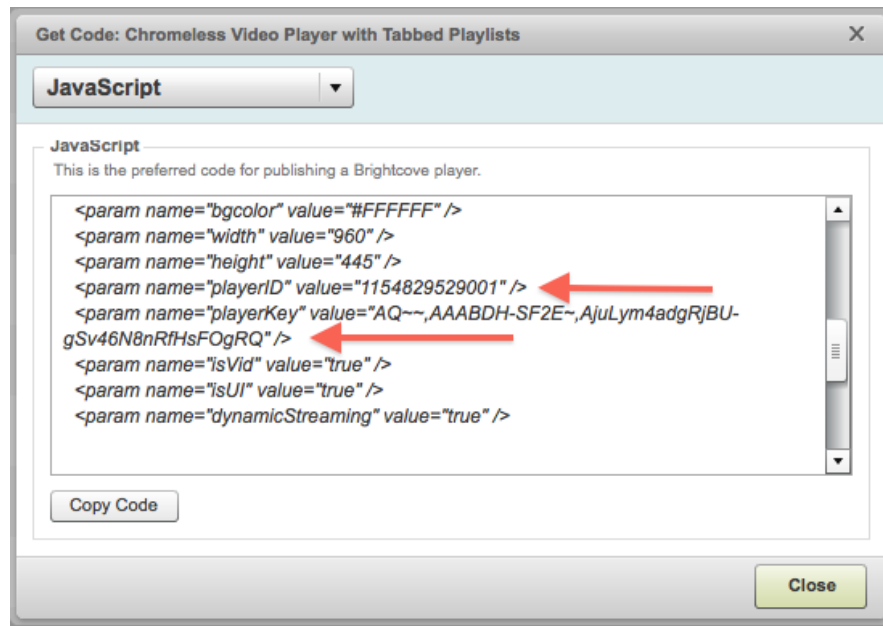 Get Code: Chromeless Video Player with Tabbed Playlists
JavaScript
JavaScript
This is the preferred code for publishing a Brightcove player.
<param name="bgcolor" value="#FFFFFF" />
<param name="width" value="960" />
<param name="height" value="445" />
<param name="playerID" value="1154829529001" />
<param name="playerKey" value="AQ~~,AAABDH-SF2E~,AjuLym4adgRjBU-
gSv46N8nRfHsFOgRQ" />
<param name="isVid" value="true" />
<param name="isUI" value="true" />
<param name="dynamicStreaming" value="true" />
Copy Code
Close